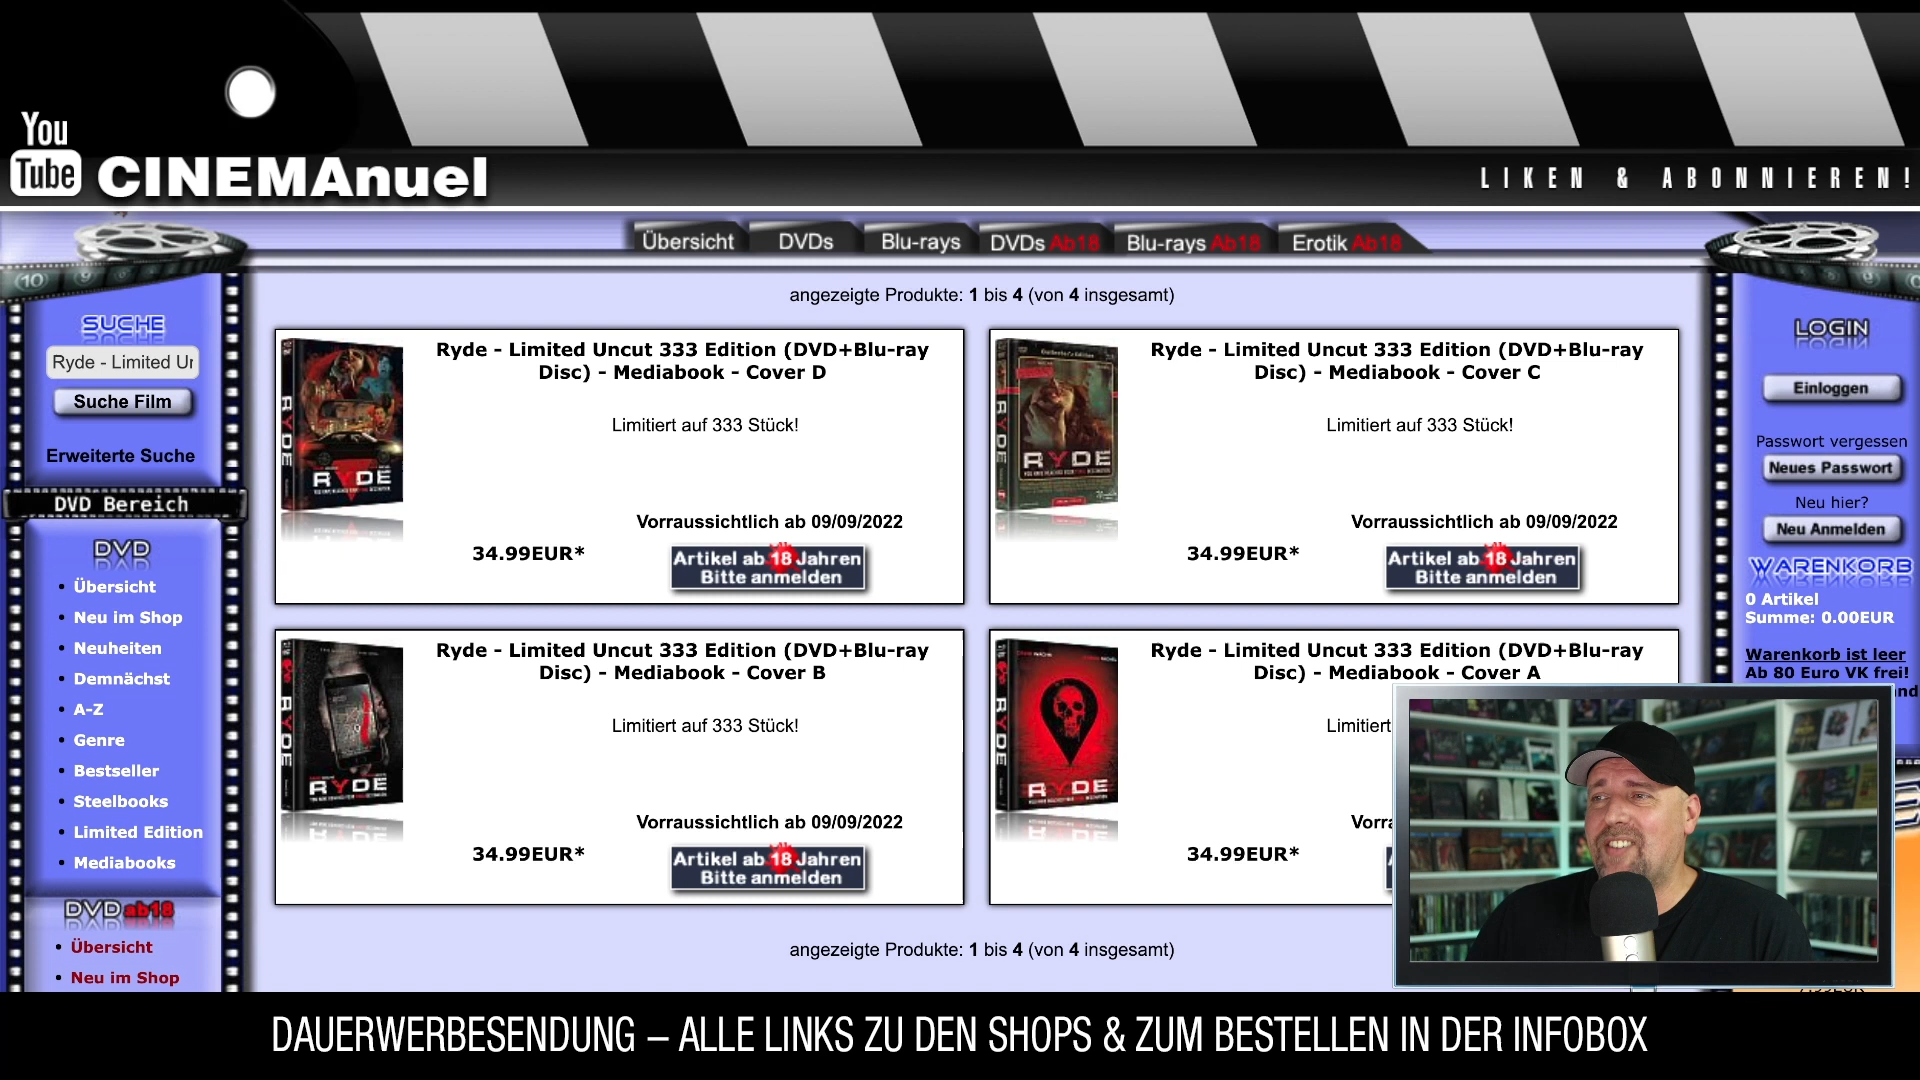 You
Tube
CINEMAnuel
LIKEN & ABONNIEREN!
Übersicht
DVDs
Blu-rays
DVDs Ab18
Blu-rays Ab18
Erotik Ab18
SUCHE
Ryde - Limited Ur
Suche Film
Erweiterte Suche
DVD Bereich
DVD
• Übersicht
• Neu im Shop
• Neuheiten
• Demnächst
• A-Z
• Genre
• Bestseller
• Steelbooks
• Limited Edition
• Mediabooks
DVD ab18
• Übersicht
• Neu im Shop
angezeigte Produkte: 1 bis 4 (von 4 insgesamt)
RYDE
RYDE
Ryde - Limited Uncut 333 Edition (DVD+Blu-ray
Disc) - Mediabook - Cover D
Limitiert auf 333 Stück!
Vorraussichtlich ab 09/09/2022
34.99EUR*
Artikel ab 18 Jahren
Bitte anmelden
RYDE
RYDE
Ryde - Limited Uncut 333 Edition (DVD+Blu-ray
Disc) - Mediabook - Cover C
Limitiert auf 333 Stück!
Vorraussichtlich ab 09/09/2022
34.99EUR*
Artikel ab 18 Jahren
Bitte anmelden
RYDE
RYDE
Ryde - Limited Uncut 333 Edition (DVD+Blu-ray
Disc) - Mediabook - Cover B
Limitiert auf 333 Stück!
Vorraussichtlich ab 09/09/2022
34.99EUR*
Artikel ab 18 Jahren
Bitte anmelden
RYDE
RYDE
Ryde - Limited Uncut 333 Edition (DVD+Blu-ray
Disc) - Mediabook - Cover A
Limitiert
Vorra
34.99EUR*
angezeigte Produkte: 1 bis 4 (von 4 insgesamt)
LOGIN
Einloggen
Passwort vergessen
Neues Passwort
Neu hier?
Neu Anmelden
WARENKORB
0 Artikel
Summe: 0.00EUR
Warenkorb ist leer
Ab 80 Euro VK frei!
DAUERWERBESENDUNG – ALLE LINKS ZU DEN SHOPS & ZUM BESTELLEN IN DER INFOBOX